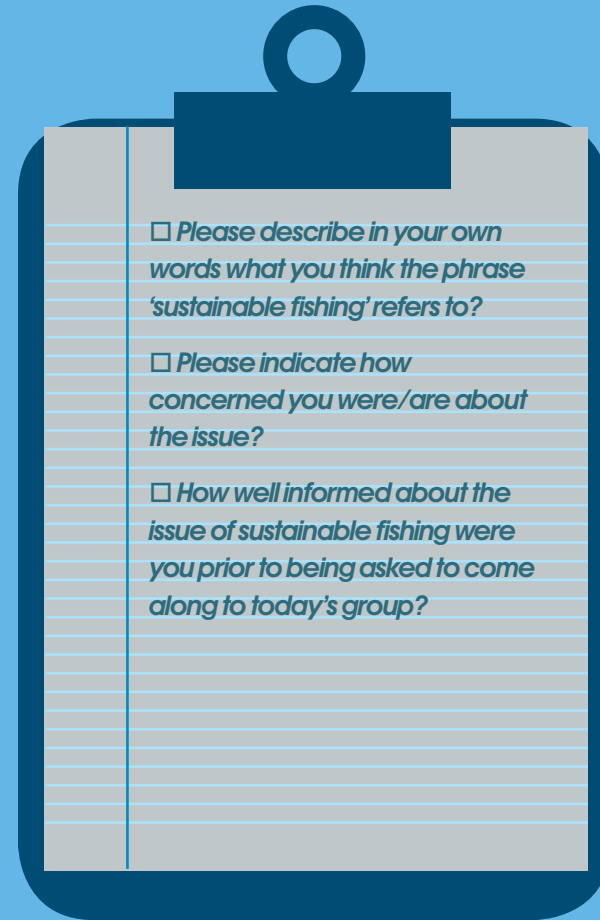 ☐ Please describe in your own
words what you think the phrase
‘sustainable fishing’ refers to?
☐ Please indicate how
concerned you were/are about
the issue?
☐ How well informed about the
issue of sustainable fishing were
you prior to being asked to come
along to today’s group?